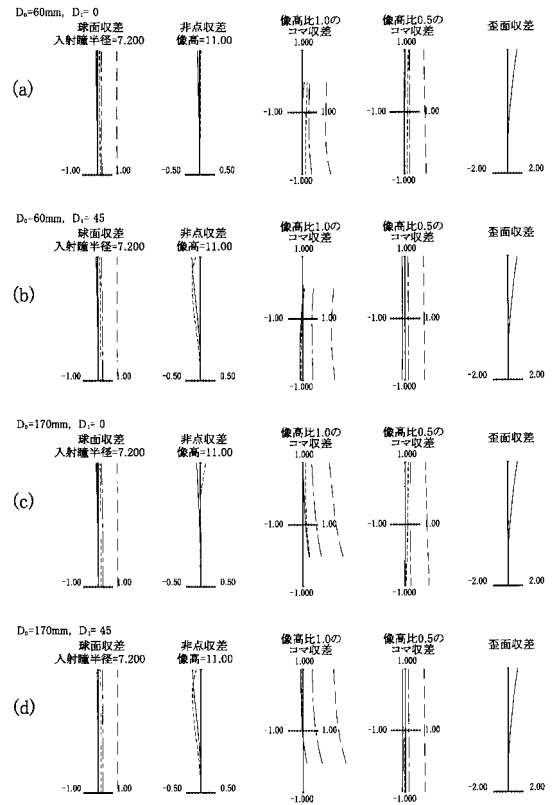 D₀=60mm, D₁= 0
球面収差 非点収差 像高比1.0の 像高比0.5の 歪面収差
入射瞳半径=7.200 像高=11.00 コマ収差 コマ収差
1.000 1.000
(a)
-1.00 1.00 -1.00 1.00
-1.00 1.00 -0.50 0.50 -2.00 2.00
-1.000 -1.000
D₀=60mm, D₁= 45
球面収差 非点収差 像高比1.0の 像高比0.5の 歪面収差
入射瞳半径=7.200 像高=11.00 コマ収差 コマ収差
1.000 1.000
(b)
-1.00 1.00 -1.00 1.00
-1.00 1.00 -0.50 0.50 -2.00 2.00
-1.000 -1.000
D₀=170mm, D₁= 0
球面収差 非点収差 像高比1.0の 像高比0.5の 歪面収差
入射瞳半径=7.200 像高=11.00 コマ収差 コマ収差
1.000 1.000
(c)
-1.00 1.00 -1.00 1.00
-1.00 1.00 -0.50 0.50 -2.00 2.00
-1.000 -1.000
D₀=170mm, D₁= 45
球面収差 非点収差 像高比1.0の 像高比0.5の 歪面収差
入射瞳半径=7.200 像高=11.00 コマ収差 コマ収差
1.000 1.000
(d)
-1.00 1.00 -1.00 1.00
-1.00 1.00 -0.50 0.50 -2.00 2.00
-1.000 -1.000